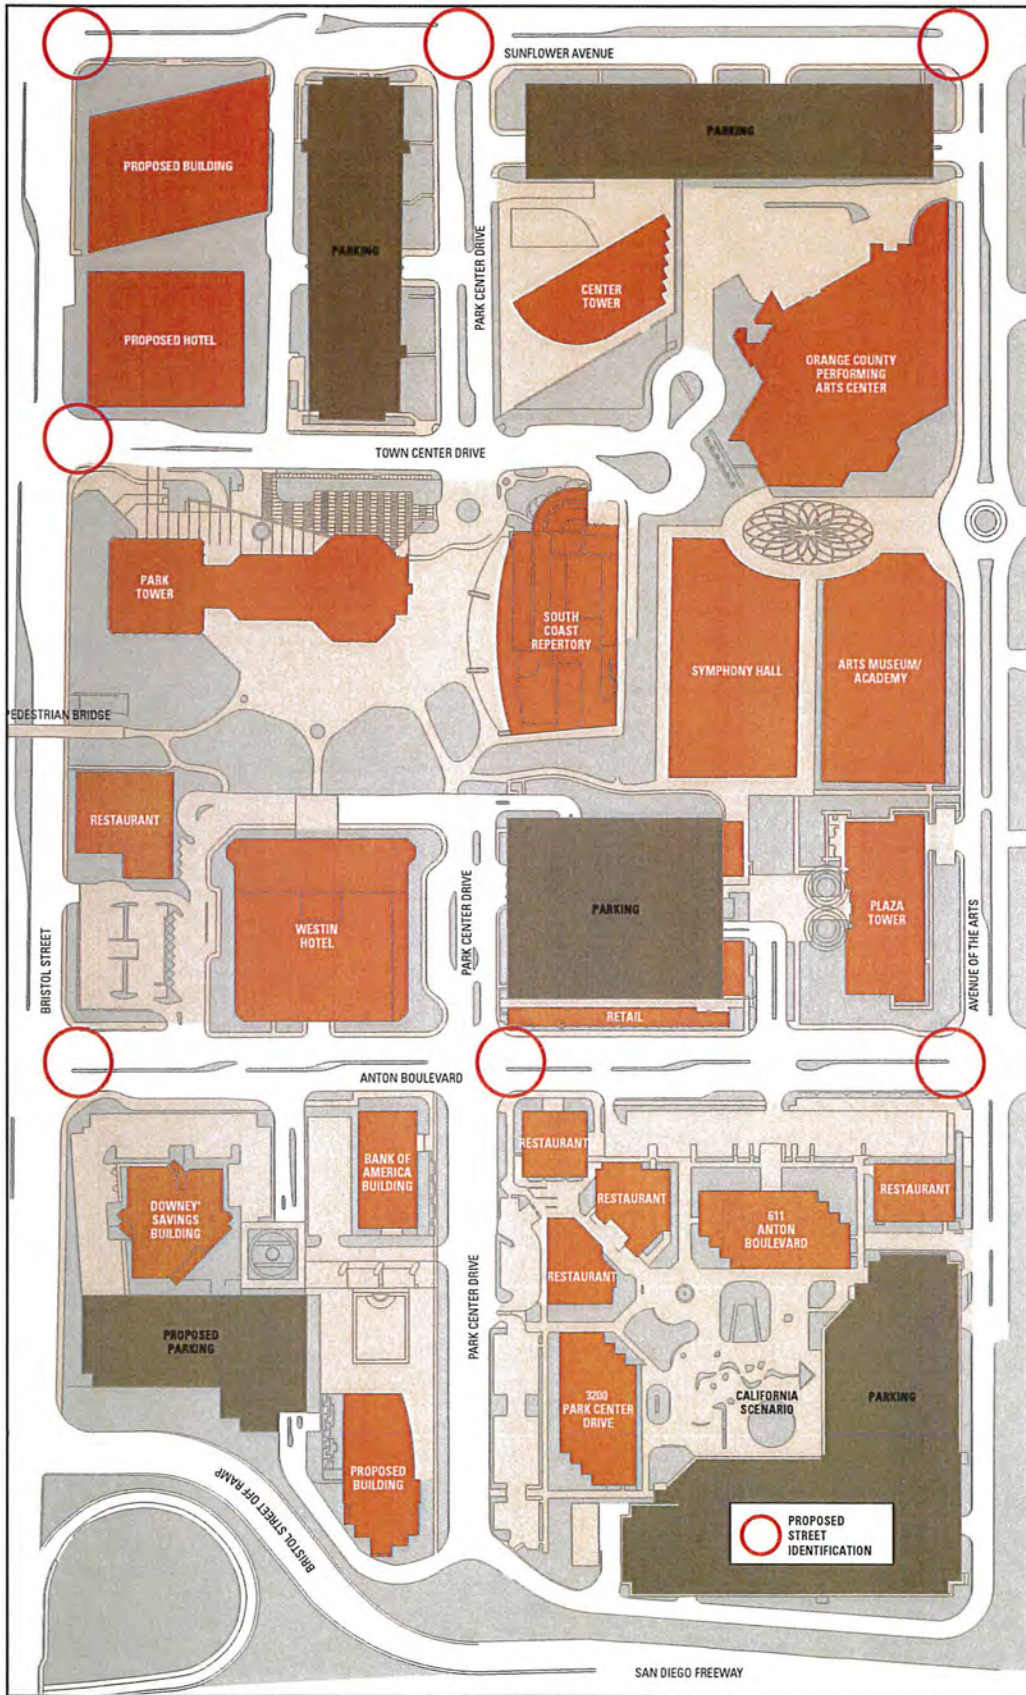 SUNFLOWER AVENUE
PARKING
PROPOSED BUILDING
PARKING
PARK CENTER DRIVE
CENTER
TOWER
PROPOSED HOTEL
ORANGE COUNTY
PERFORMING
ARTS CENTER
TOWN CENTER DRIVE
PARK
TOWER
SOUTH
COAST
REPERTORY
SYMPHONY HALL
ARTS MUSEUM/
ACADEMY
PEDESTRIAN BRIDGE
RESTAURANT
BRISTOL STREET
WESTIN
HOTEL
PARK CENTER DRIVE
PARKING
PLAZA
TOWER
AVENUE OF THE ARTS
RETAIL
ANTON BOULEVARD
BANK OF
AMERICA
BUILDING
RESTAURANT
DOWNEY'
SAVINGS
BUILDING
RESTAURANT
611
ANTON
BOULEVARD
RESTAURANT
RESTAURANT
PARK CENTER DRIVE
PROPOSED
PARKING
3200
PARK CENTER
DRIVE
CALIFORNIA
SCENARIO
PARKING
PROPOSED
BUILDING
BRISTOL STREET OFF RAMP
PROPOSED
STREET
IDENTIFICATION
SAN DIEGO FREEWAY